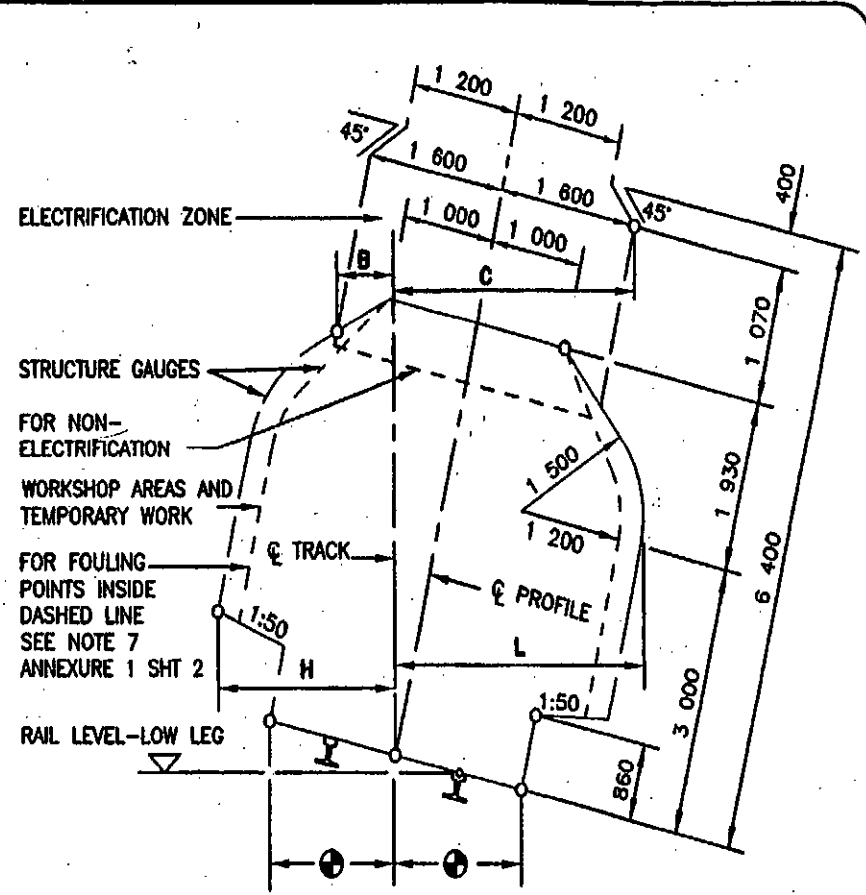 1 200
1 200
45°
1 600
1 600
45°
400
ELECTRIFICATION ZONE
1 000
1 000
B
C
1 070
STRUCTURE GAUGES
FOR NON-
ELECTRIFICATION
1 500
1 930
WORKSHOP AREAS AND
TEMPORARY WORK
1 200
6 400
℄ TRACK
FOR FOULING
POINTS INSIDE
DASHED LINE
SEE NOTE 7
ANNEXURE 1 SHT 2
℄ PROFILE
1:50
H
L
1:50
3 000
RAIL LEVEL-LOW LEG
860